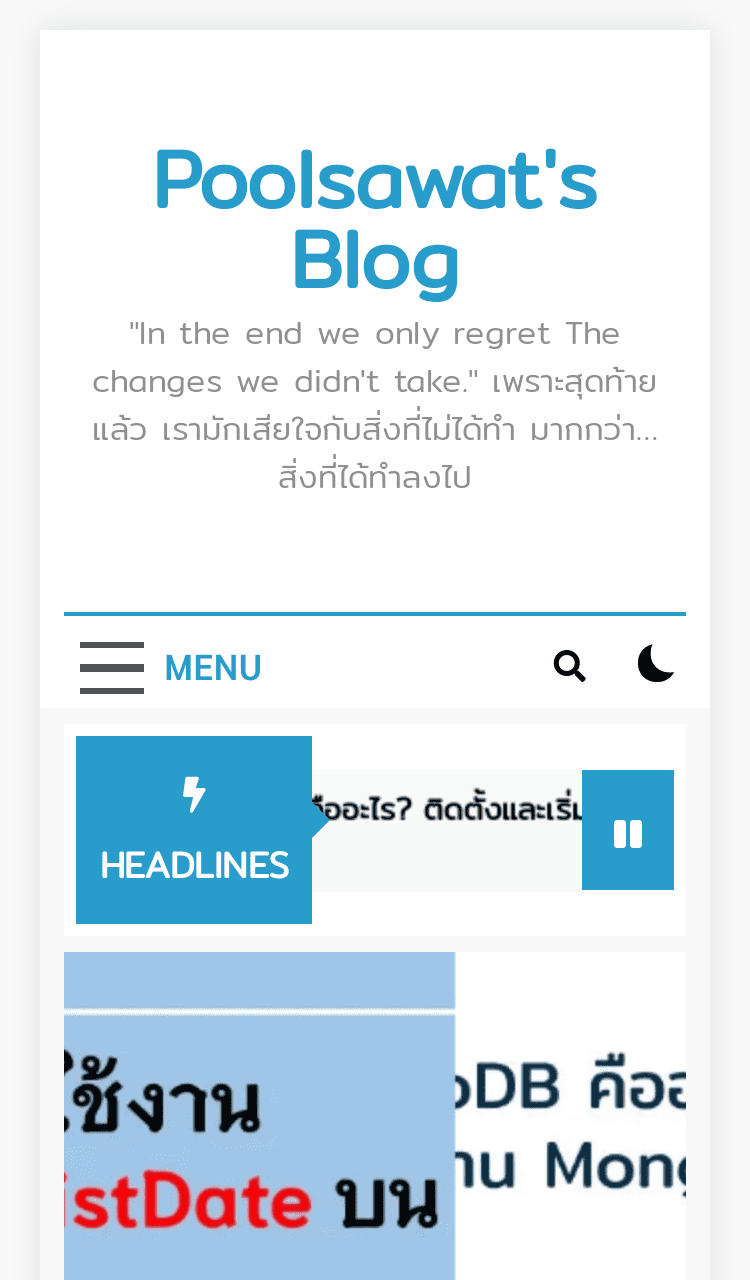 Poolsawat's
Blog
"In the end we only regret The
changes we didn't take." เพราะสุดท้าย
แล้ว เรามักเสียใจกับสิ่งที่ไม่ได้ทำ มากกว่า...
สิ่งที่ได้ทำลงไป
MENU
HEADLINES
คืออะไร? ติดตั้งและเริ่ม
ใช้งาน
istDate บน
oDB คืออ
าน Mong